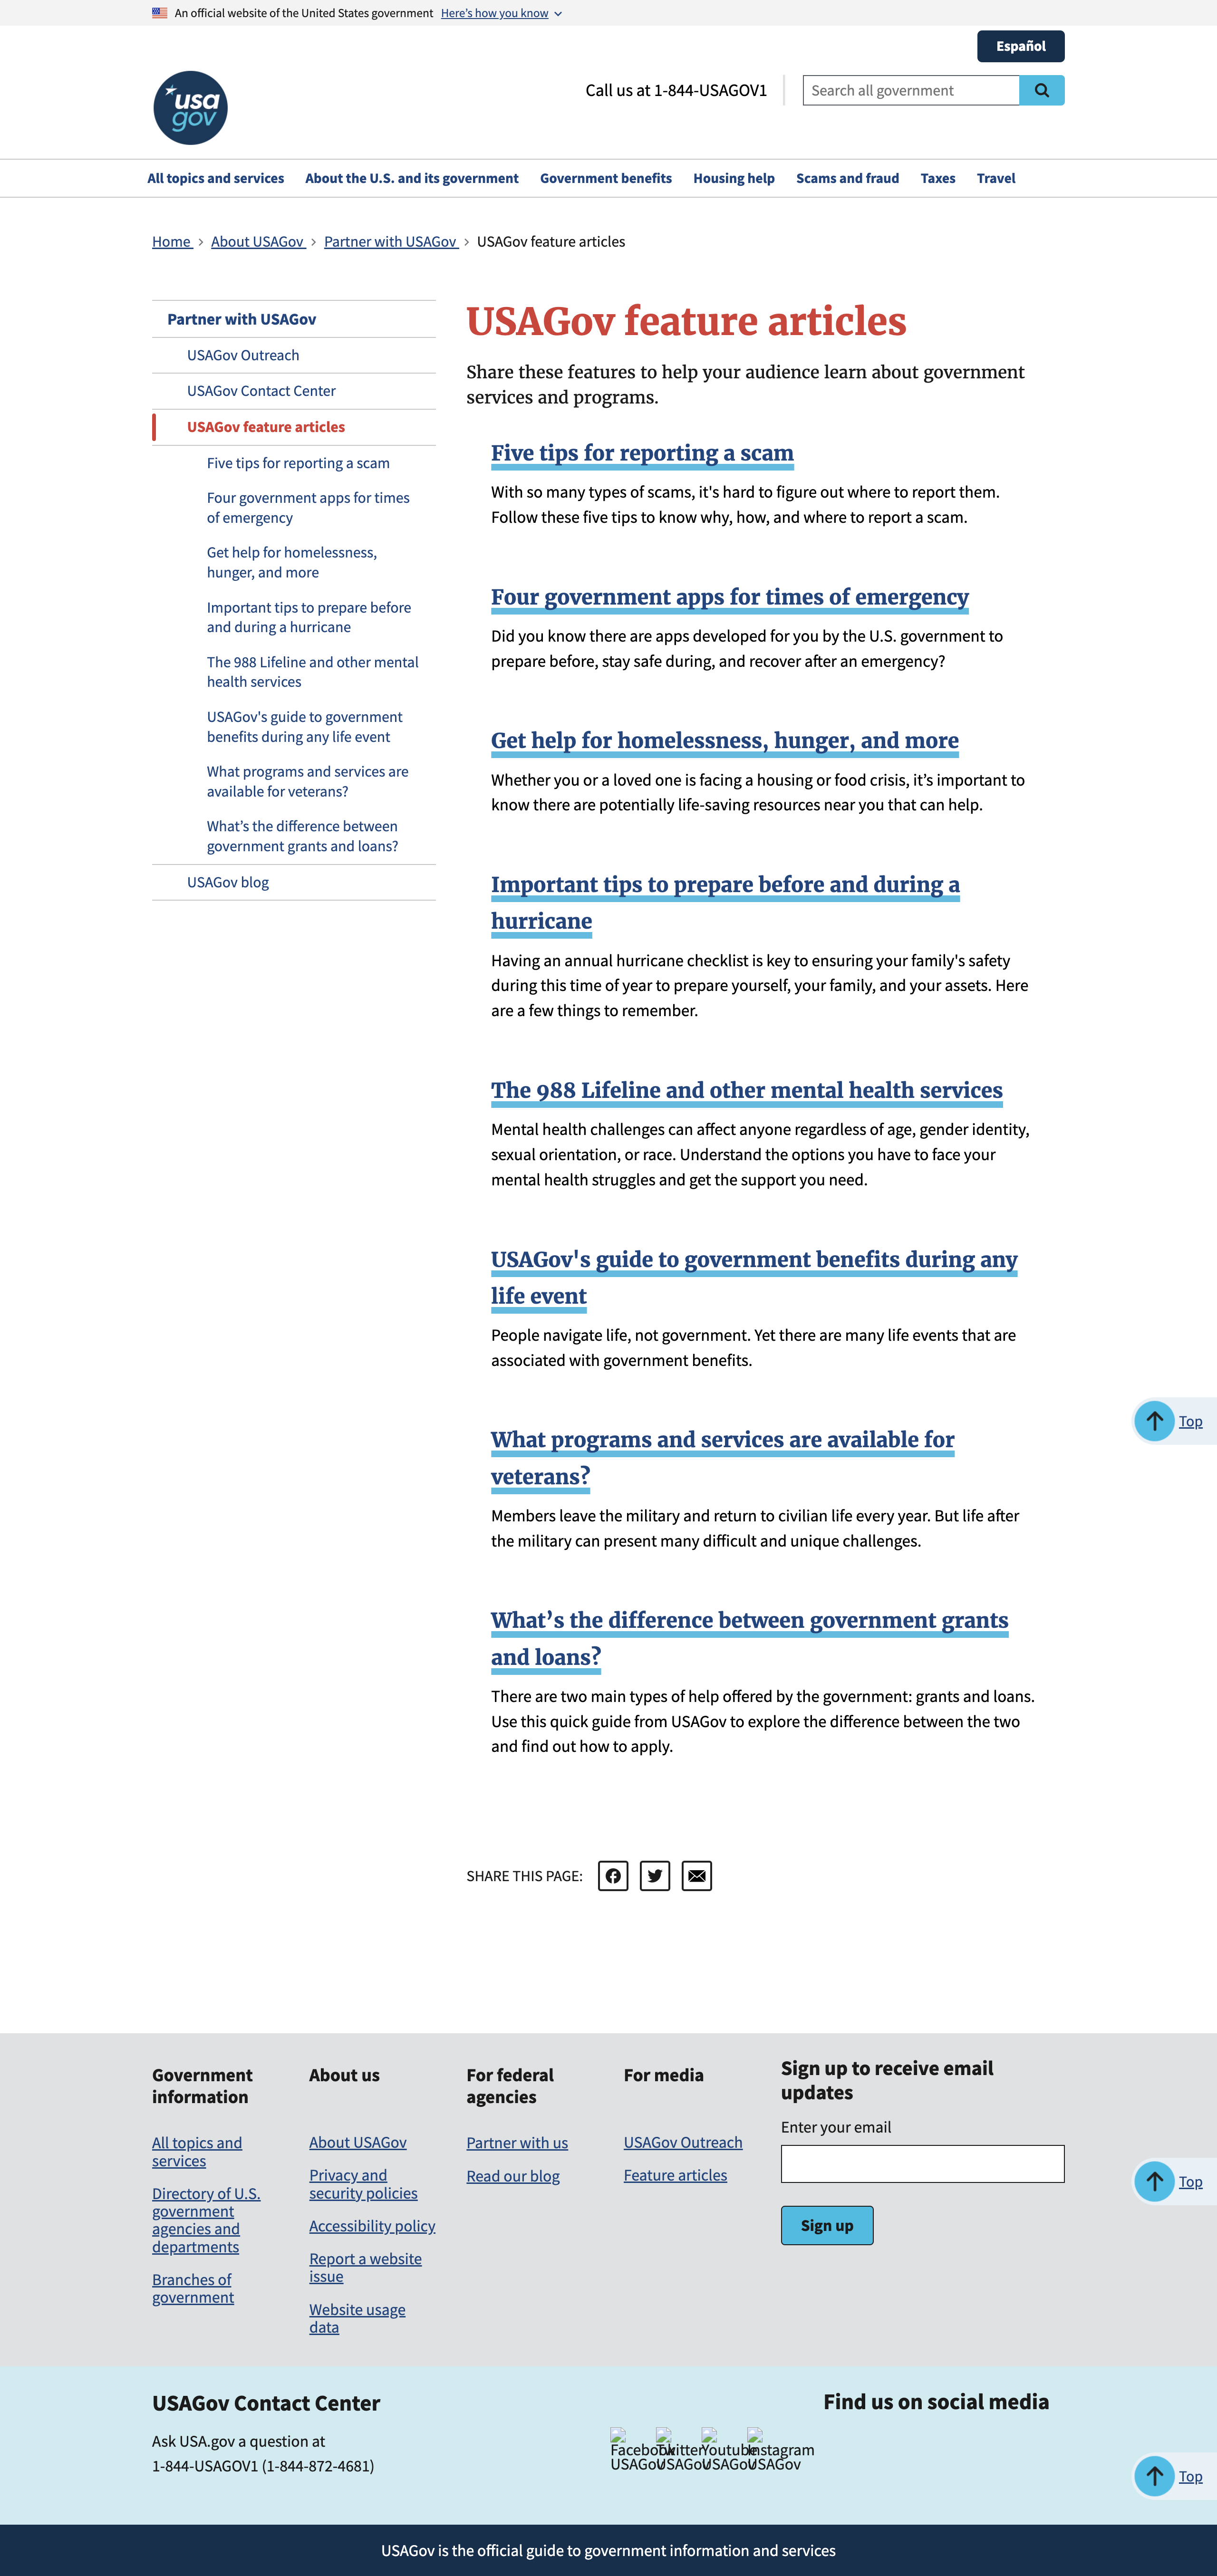 An official website of the United States government Here's how you know
Español
usa
gov
Call us at 1-844-USAGOV1
Search all government
All topics and services About the U.S. and its government Government benefits Housing help Scams and fraud Taxes Travel
Home > About USAGov > Partner with USAGov > USAGov feature articles
Partner with USAGov
USAGov Outreach
USAGov Contact Center
USAGov feature articles
Five tips for reporting a scam
Four government apps for times
of emergency
Get help for homelessness,
hunger, and more
Important tips to prepare before
and during a hurricane
The 988 Lifeline and other mental
health services
USAGov's guide to government
benefits during any life event
What programs and services are
available for veterans?
What’s the difference between
government grants and loans?
USAGov blog
USAGov feature articles
Share these features to help your audience learn about government
services and programs.
Five tips for reporting a scam
With so many types of scams, it's hard to figure out where to report them.
Follow these five tips to know why, how, and where to report a scam.
Four government apps for times of emergency
Did you know there are apps developed for you by the U.S. government to
prepare before, stay safe during, and recover after an emergency?
Get help for homelessness, hunger, and more
Whether you or a loved one is facing a housing or food crisis, it’s important to
know there are potentially life-saving resources near you that can help.
Important tips to prepare before and during a
hurricane
Having an annual hurricane checklist is key to ensuring your family's safety
during this time of year to prepare yourself, your family, and your assets. Here
are a few things to remember.
The 988 Lifeline and other mental health services
Mental health challenges can affect anyone regardless of age, gender identity,
sexual orientation, or race. Understand the options you have to face your
mental health struggles and get the support you need.
USAGov's guide to government benefits during any
life event
People navigate life, not government. Yet there are many life events that are
associated with government benefits.
Top
What programs and services are available for
veterans?
Members leave the military and return to civilian life every year. But life after
the military can present many difficult and unique challenges.
What’s the difference between government grants
and loans?
There are two main types of help offered by the government: grants and loans.
Use this quick guide from USAGov to explore the difference between the two
and find out how to apply.
SHARE THIS PAGE:
Government
information
All topics and
services
Directory of U.S.
government
agencies and
departments
Branches of
government
About us
About USAGov
Privacy and
security policies
Accessibility policy
Report a website
issue
Website usage
data
For federal
agencies
Partner with us
Read our blog
For media
USAGov Outreach
Feature articles
Sign up to receive email
updates
Enter your email
Sign up
Top
USAGov Contact Center
Ask USA.gov a question at
1-844-USAGOV1 (1-844-872-4681)
Find us on social media
Facebook
USAGov
Twitter
USAGov
Youtube
USAGov
Instagram
USAGov
Top
USAGov is the official guide to government information and services